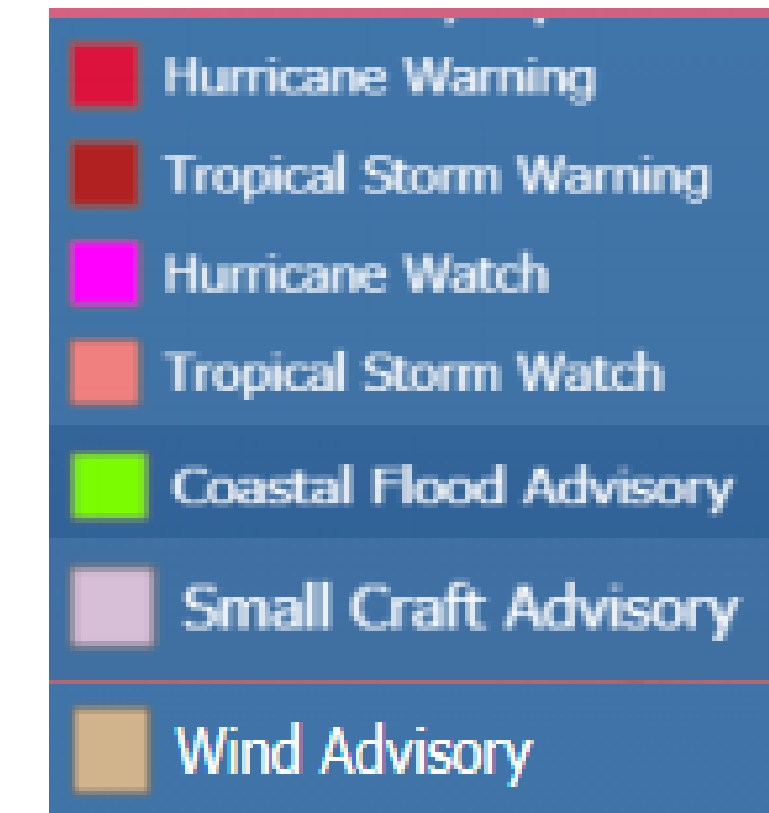 Hurricane Warning
Tropical Storm Warning
Hurricane Watch
Tropical Storm Watch
Coastal Flood Advisory
Small Craft Advisory
Wind Advisory